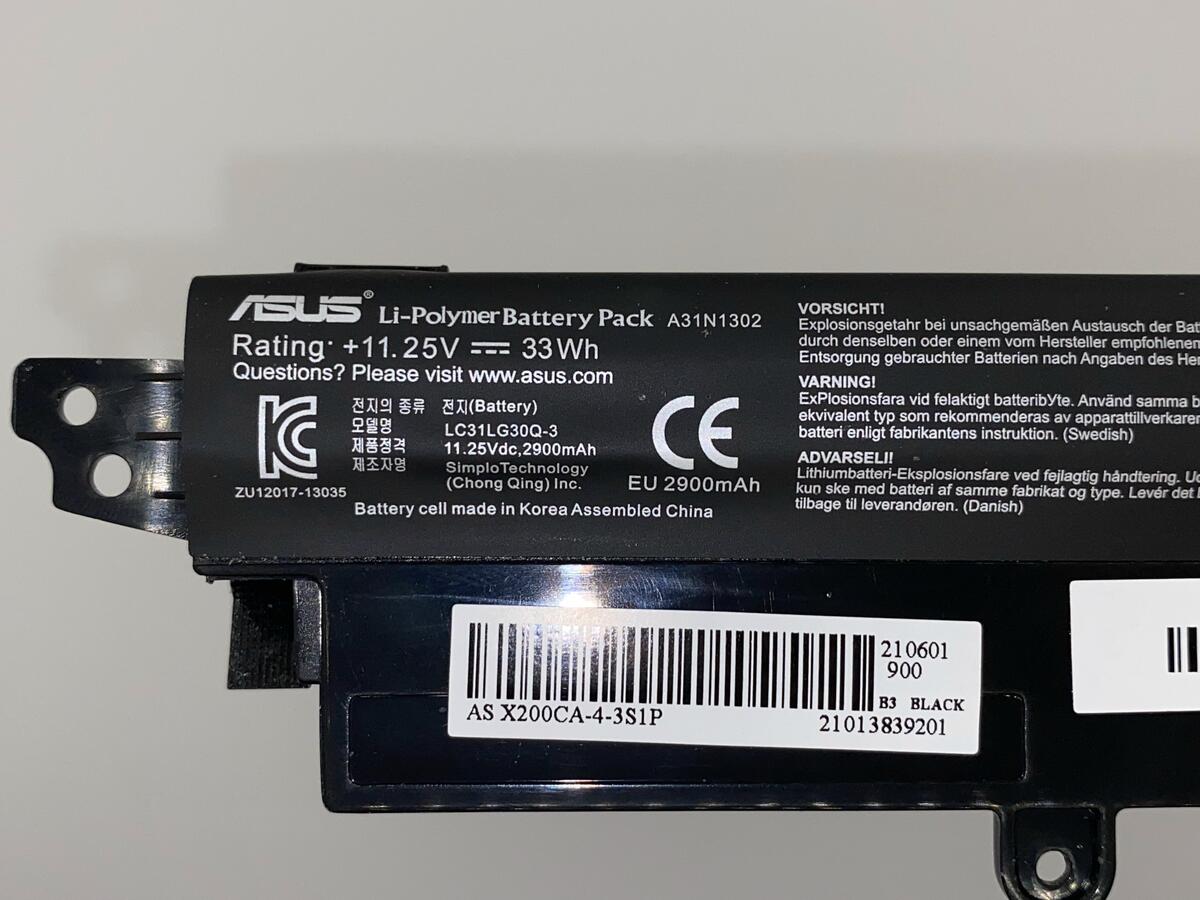 ASUS® Li-Polymer Battery Pack A31N1302
Rating: +11.25V ⎓ 33Wh
Questions? Please visit www.asus.com
전지의 종류 전지(Battery)
모델명 LC31LG30Q-3
제품정격 11.25Vdc,2900mAh
제조자명 SimploTechnology
(Chong Qing) Inc.
ZU12017-13035
CE
EU 2900mAh
Battery cell made in Korea Assembled China
VORSICHT!
Explosionsgetahr bei unsachgemäßen Austausch der Bat
durch denselben oder einem vom Hersteller empfohlenem
Entsorgung gebrauchter Batterien nach Angaben des Her
VARNING!
ExPlosionsfara vid felaktigt batteribYte. Använd samma b
ekvivalent typ som rekommenderas av apparattillverkaren
batteri enligt fabrikantens instruktion. (Swedish)
ADVARSELI!
Lithiumbatteri-Eksplosionsfare ved fejlagtig håndtering. Ud
kun ske med batteri af samme fabrikat og type. Levér det
tilbage til leverandøren. (Danish)
210601
900
B3 BLACK
AS X200CA-4-3S1P
21013839201